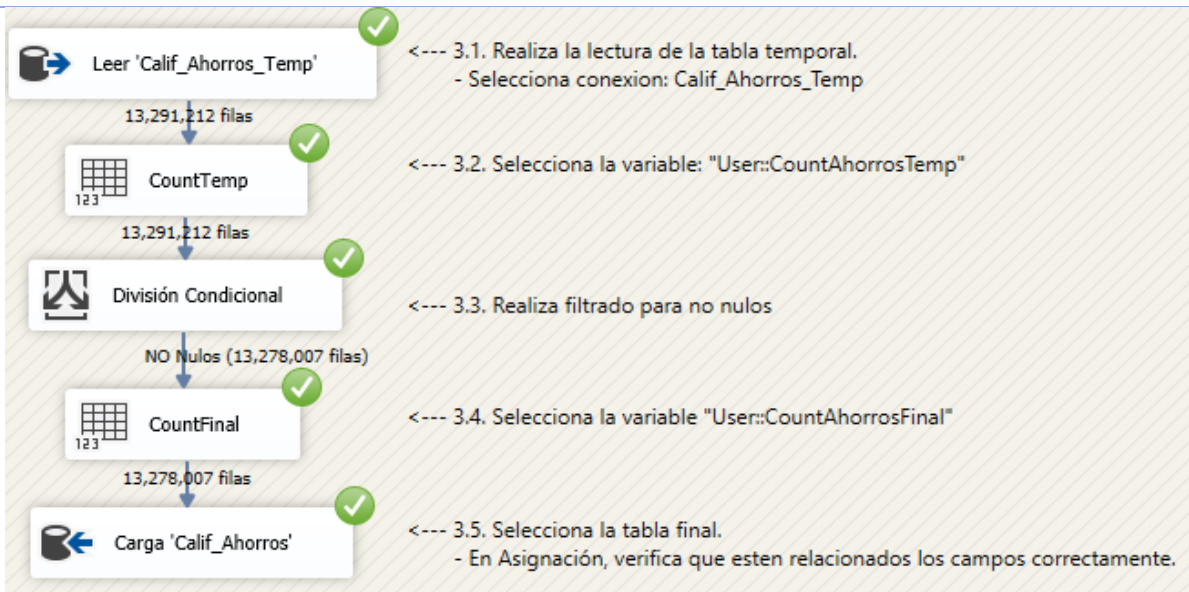 Leer 'Calif_Ahorros_Temp'
<--- 3.1. Realiza la lectura de la tabla temporal.
- Selecciona conexion: Calif_Ahorros_Temp
13,291,212 filas
123
CountTemp
<--- 3.2. Selecciona la variable: "User::CountAhorrosTemp"
13,291,212 filas
División Condicional
<--- 3.3. Realiza filtrado para no nulos
NO Nulos (13,278,007 filas)
123
CountFinal
<--- 3.4. Selecciona la variable "User::CountAhorrosFinal"
13,278,007 filas
Carga 'Calif_Ahorros'
<--- 3.5. Selecciona la tabla final.
- En Asignación, verifica que esten relacionados los campos correctamente.